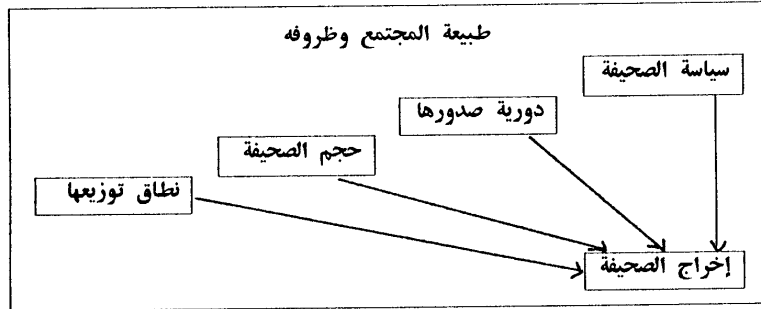 طبيعة المجتمع وظروفه
سياسة الصحيفة
دورية صدورها
حجم الصحيفة
نطاق توزيعها
إخراج الصحيفة